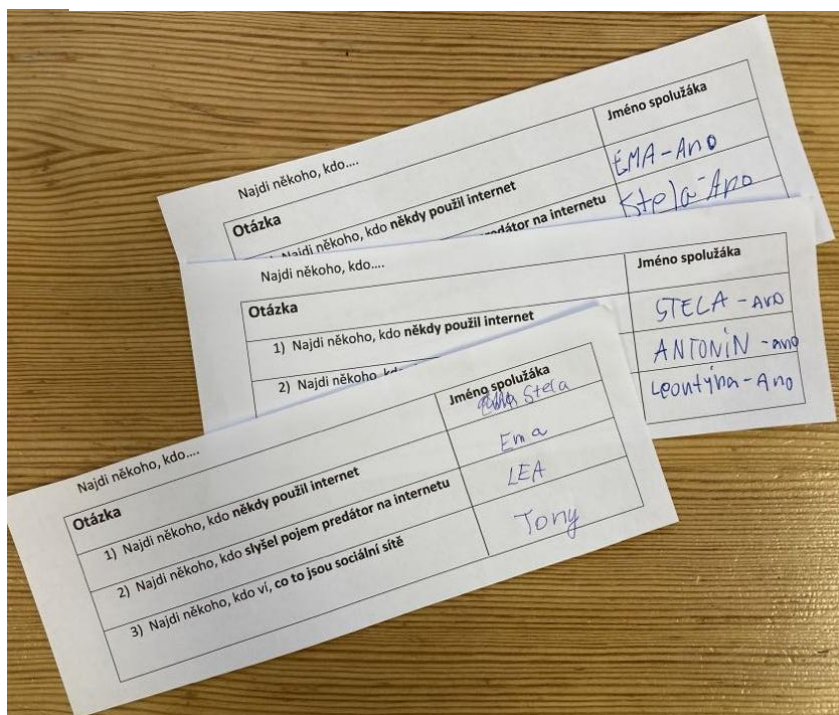 Najdi někoho, kdo....
Otázka
Jméno spolužáka
Najdi někoho, kdo někdy použil internet
EMA-Ano
predátor na internetu
Stela-Ano
Najdi někoho, kdo....
Otázka
Jméno spolužáka
1) Najdi někoho, kdo někdy použil internet
STELA-ANO
2) Najdi někoho
ANTONÍN-ano
Leontýna-Ano
Najdi někoho, kdo....
Otázka
Jméno spolužáka
Stela
1) Najdi někoho, kdo někdy použil internet
Ema
2) Najdi někoho, kdo slyšel pojem predátor na internetu
LEA
3) Najdi někoho, kdo ví, co to jsou sociální sítě
Tony